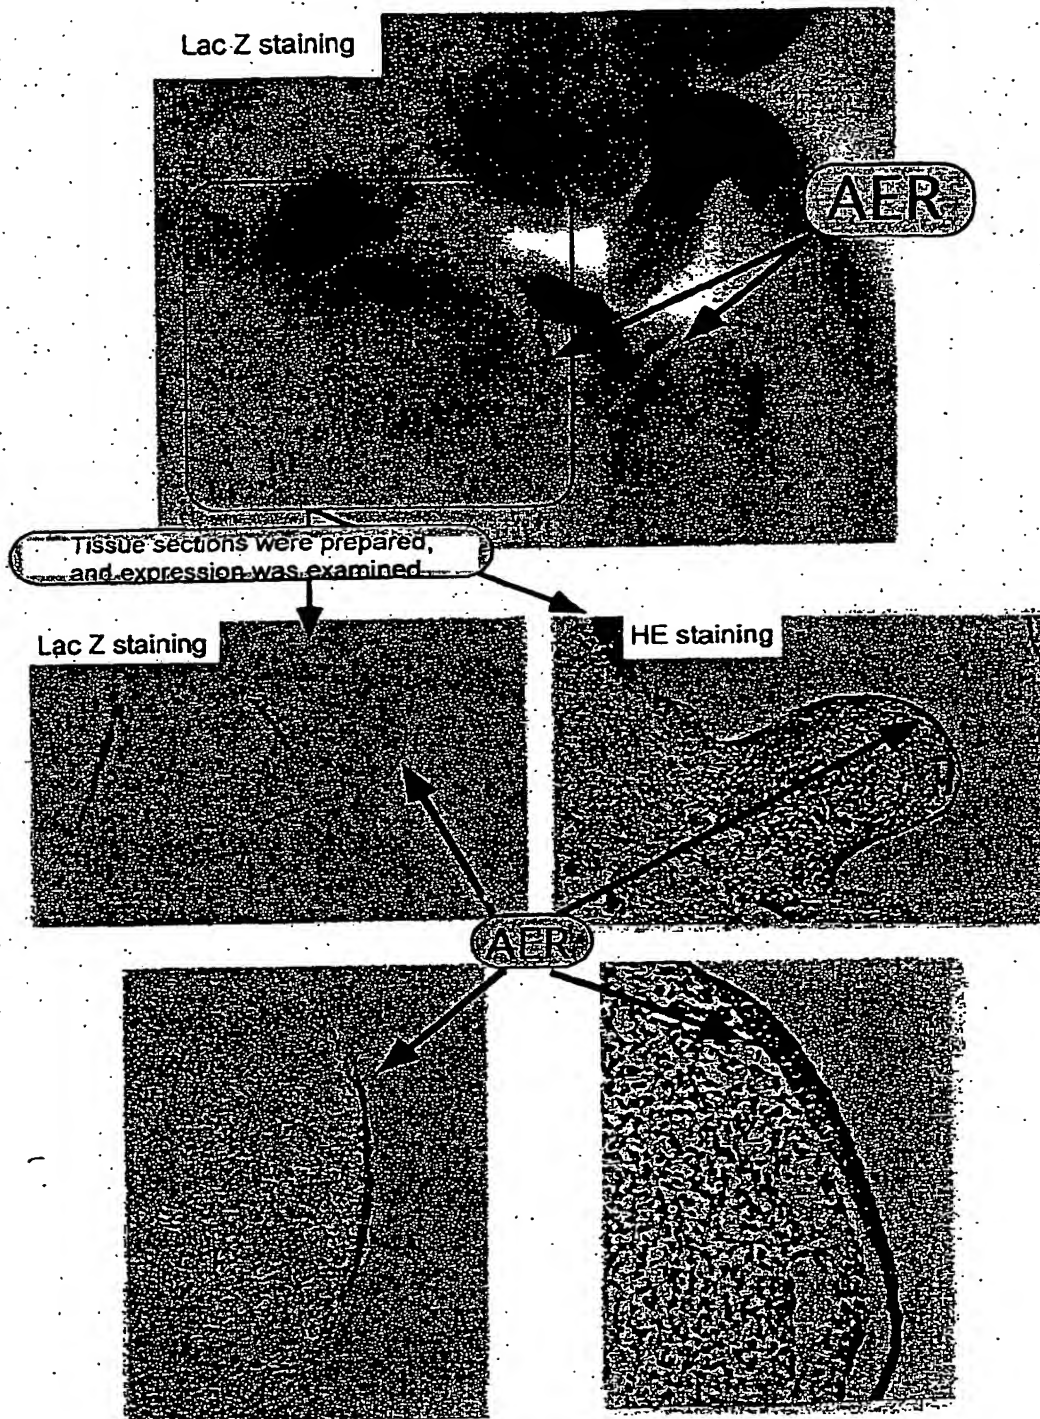 Lac Z staining
AER
Tissue sections were prepared,
and expression was examined
Lac Z staining
HE staining
AER